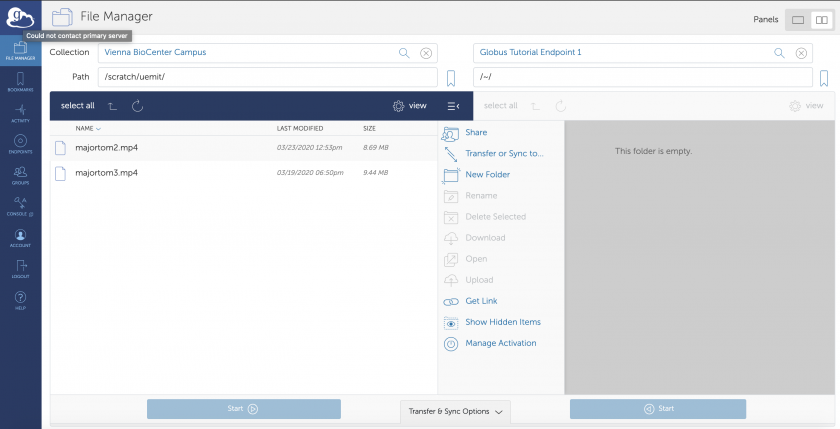 g
File Manager
Panels
Could not contact primary server
Collection
Vienna BioCenter Campus
Globus Tutorial Endpoint 1
Path
/scratch/uemit/
/~/
FILE MANAGER
BOOKMARKS
ACTIVITY
ENDPOINTS
GROUPS
CONSOLE
ACCOUNT
LOGOUT
HELP
select all
view
select all
view
NAME
LAST MODIFIED
SIZE
majortom2.mp4
03/23/2020 12:53pm
8.69 MB
majortom3.mp4
03/19/2020 06:50pm
9.44 MB
Share
Transfer or Sync to...
New Folder
Rename
Delete Selected
Download
Open
Upload
Get Link
Show Hidden Items
Manage Activation
This folder is empty.
Start
Transfer & Sync Options
Start